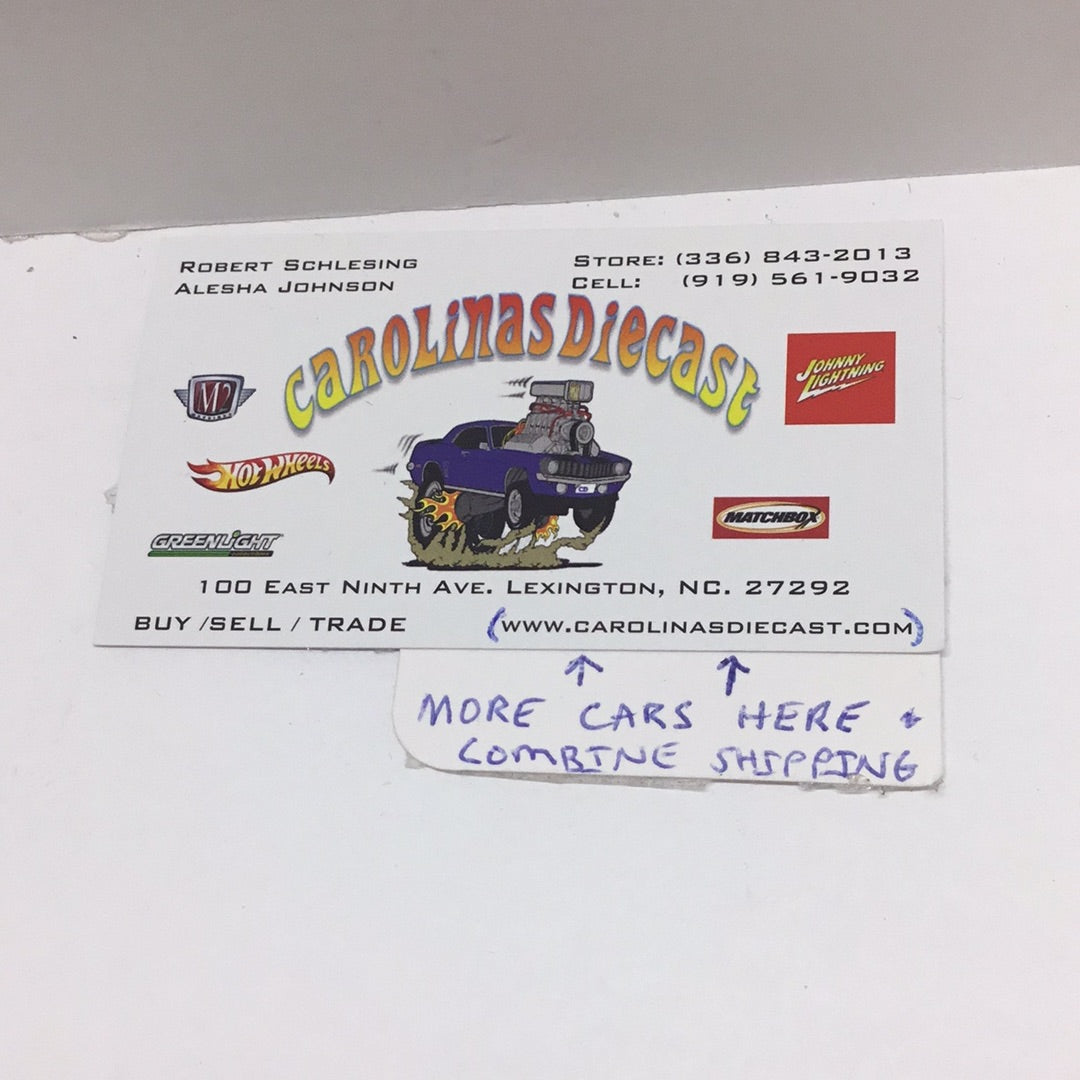 ROBERT SCHLESING
ALESHA JOHNSON
STORE: (336) 843-2013
CELL: (919) 561-9032
CAROLINAS DIECAST
M2
HOT WHEELS
GREENLIGHT
JOHNNY
LIGHTNING
MATCHBOX
100 EAST NINTH AVE. LEXINGTON, NC. 27292
BUY /SELL / TRADE
(WWW.CAROLINASDIECAST.COM)
↑ ↑
MORE CARS HERE +
COMBINE SHIPPING